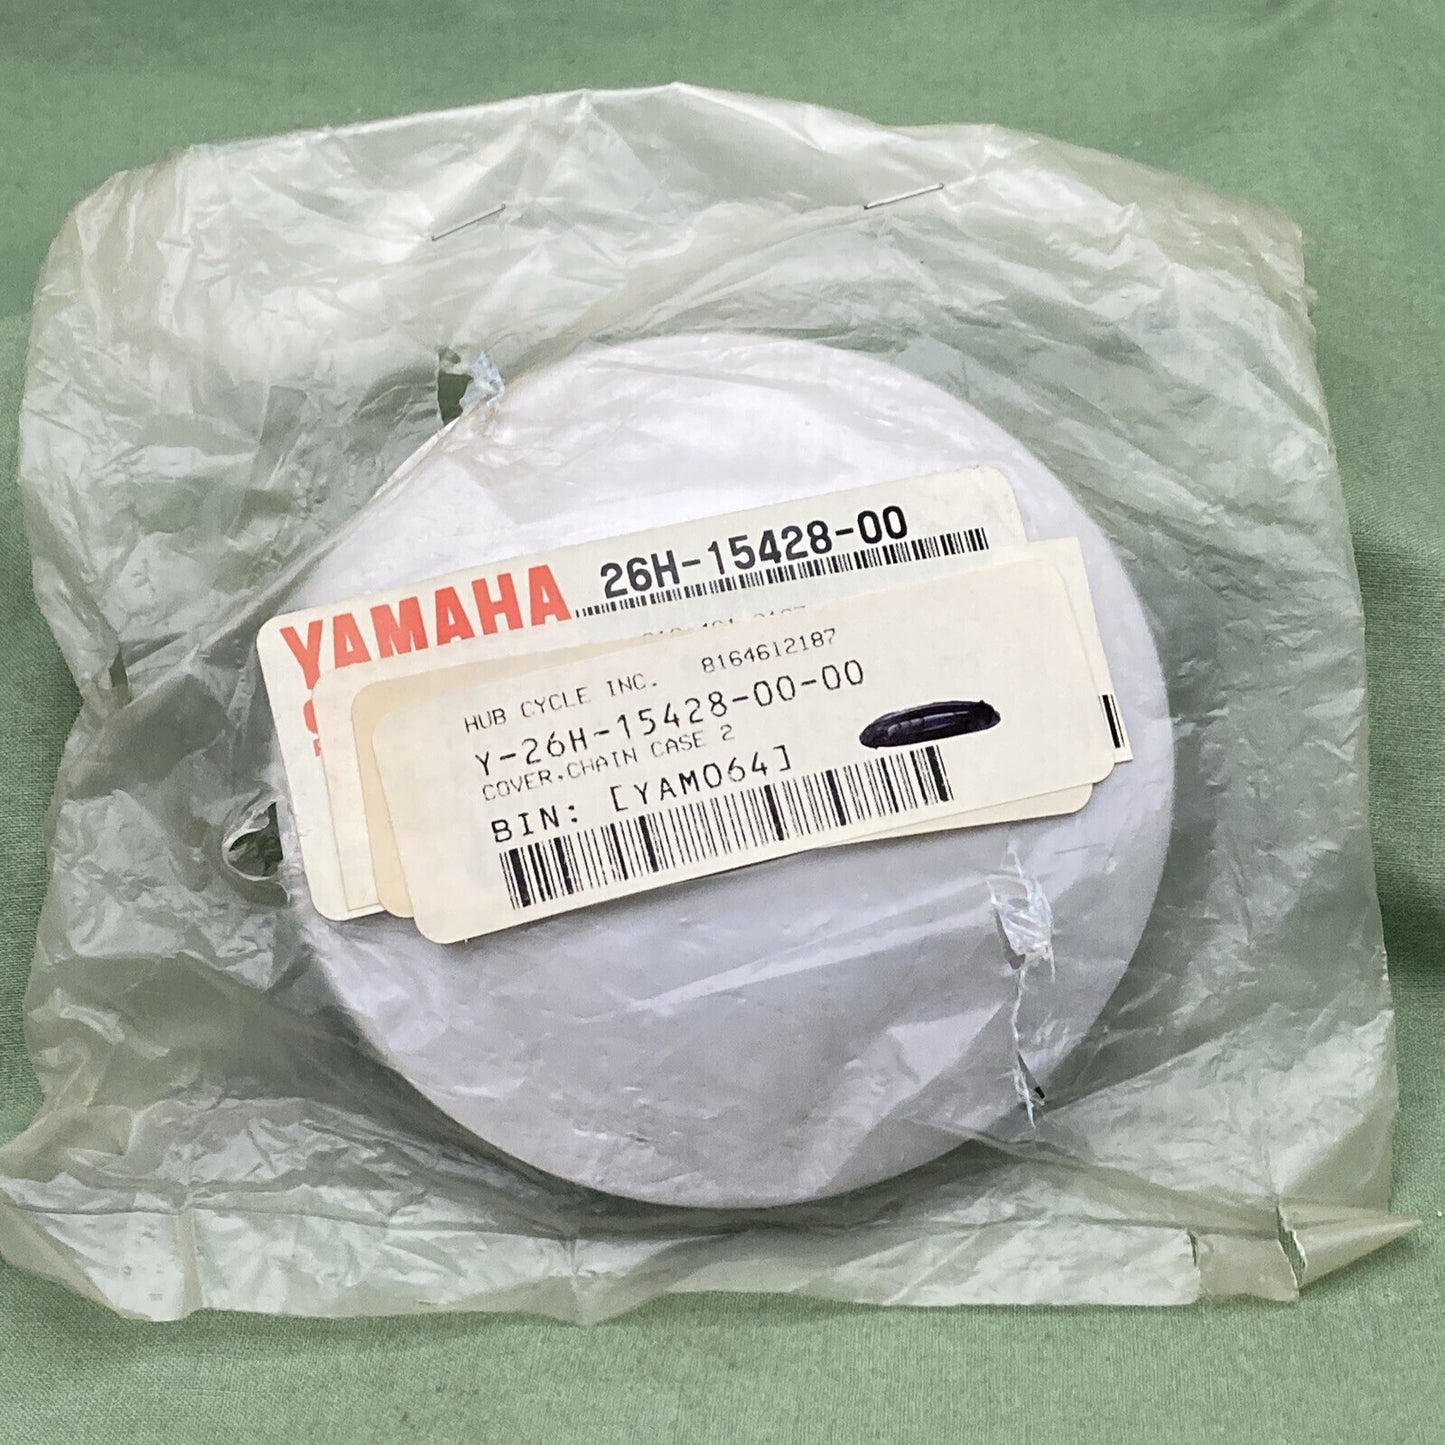 YAMAHA 26H-15428-00
HUB CYCLE INC. 8164612187
Y-26H-15428-00-00
COVER,CHAIN CASE 2
BIN: [YAM064]